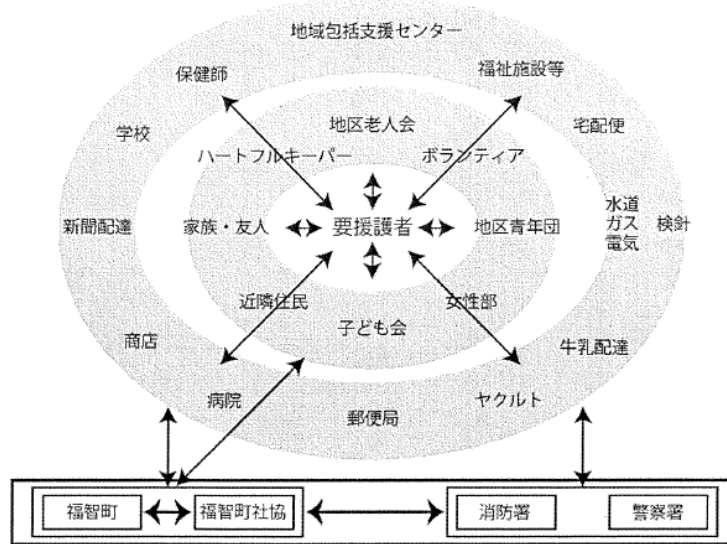 地域包括支援センター
保健師
福祉施設等
学校
地区老人会
宅配便
ハートフルキーパー
ボランティア
新聞配達
家族・友人
要援護者
地区青年団
水道
ガス
電気
検針
近隣住民
女性部
子ども会
商店
牛乳配達
病院
郵便局
ヤクルト
福智町
福智町社協
消防署
警察署